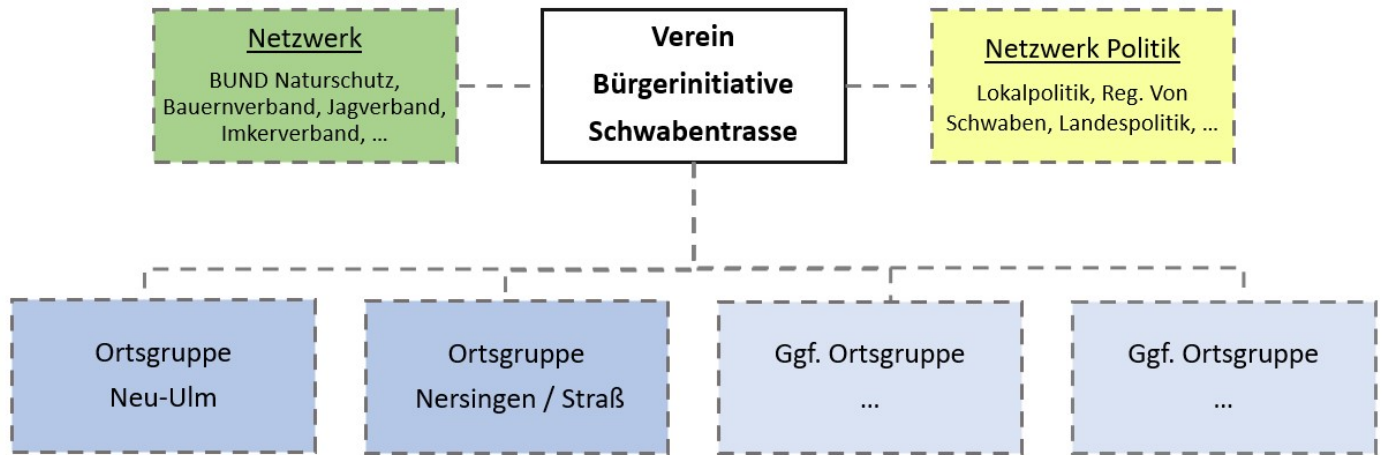 Netzwerk
BUND Naturschutz,
Bauernverband, Jagverband,
Imkerverband, ...
Verein
Bürgerinitiative
Schwabentrasse
Netzwerk Politik
Lokalpolitik, Reg. Von
Schwaben, Landespolitik, ...
Ortsgruppe
Neu-Ulm
Ortsgruppe
Nersingen / Straß
Ggf. Ortsgruppe
...
Ggf. Ortsgruppe
...